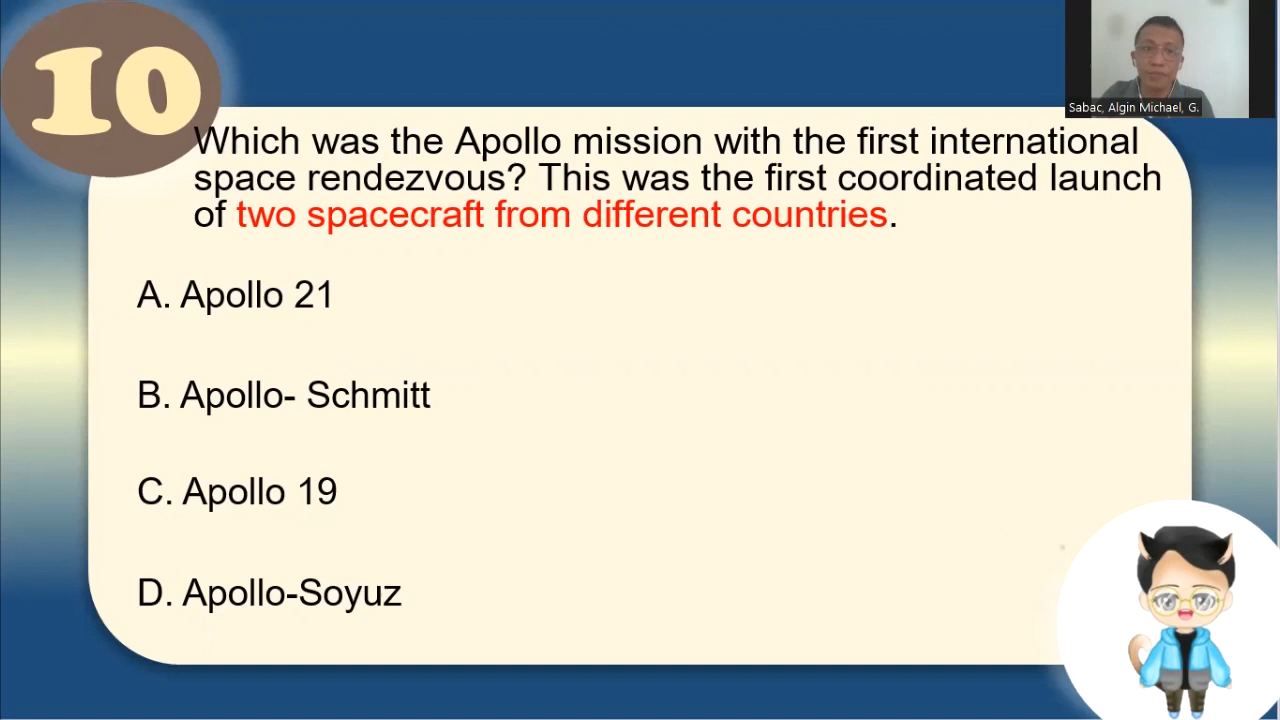 10
Sabac, Algin Michael, G.
Which was the Apollo mission with the first international
space rendezvous? This was the first coordinated launch
of two spacecraft from different countries.
A. Apollo 21
B. Apollo- Schmitt
C. Apollo 19
D. Apollo-Soyuz